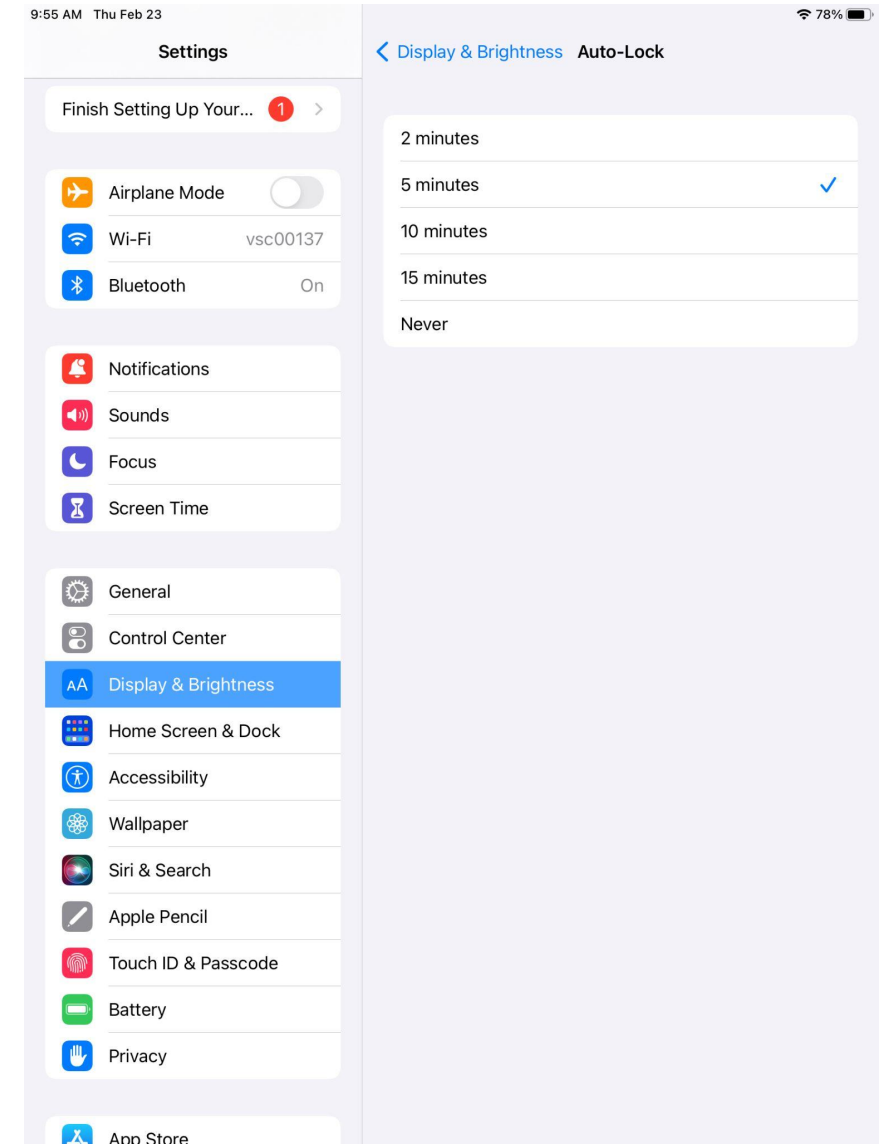 9:55 AM Thu Feb 23
78%
Settings
Finish Setting Up Your... 1
Airplane Mode
Wi-Fi vsc00137
Bluetooth On
Notifications
Sounds
Focus
Screen Time
General
Control Center
AA Display & Brightness
Home Screen & Dock
Accessibility
Wallpaper
Siri & Search
Apple Pencil
Touch ID & Passcode
Battery
Privacy
App Store
Display & Brightness Auto-Lock
2 minutes
5 minutes
10 minutes
15 minutes
Never